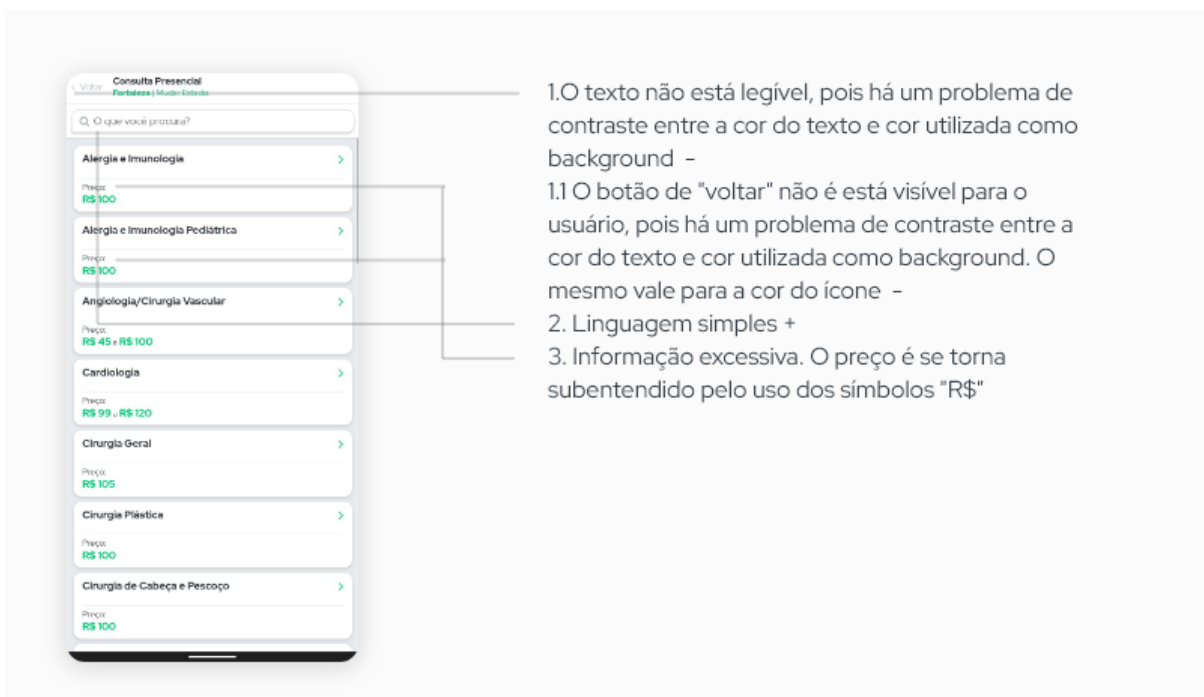 Voltar
Consulta Presencial
Fortaleza | Mudar Estado
O que você procura?
Alergia e Imunologia
Preço:
R$ 100
Alergia e Imunologia Pediátrica
Preço:
R$ 100
Angiologia/Cirurgia Vascular
Preço:
R$ 45 a R$ 100
Cardiologia
Preço:
R$ 99 a R$ 120
Cirurgia Geral
Preço:
R$ 105
Cirurgia Plástica
Preço:
R$ 100
Cirurgia de Cabeça e Pescoço
Preço:
R$ 100
1.O texto não está legível, pois há um problema de
contraste entre a cor do texto e cor utilizada como
background -
1.1 O botão de "voltar" não é está visível para o
usuário, pois há um problema de contraste entre a
cor do texto e cor utilizada como background. O
mesmo vale para a cor do ícone -
2. Linguagem simples +
3. Informação excessiva. O preço é se torna
subentendido pelo uso dos símbolos "R$"